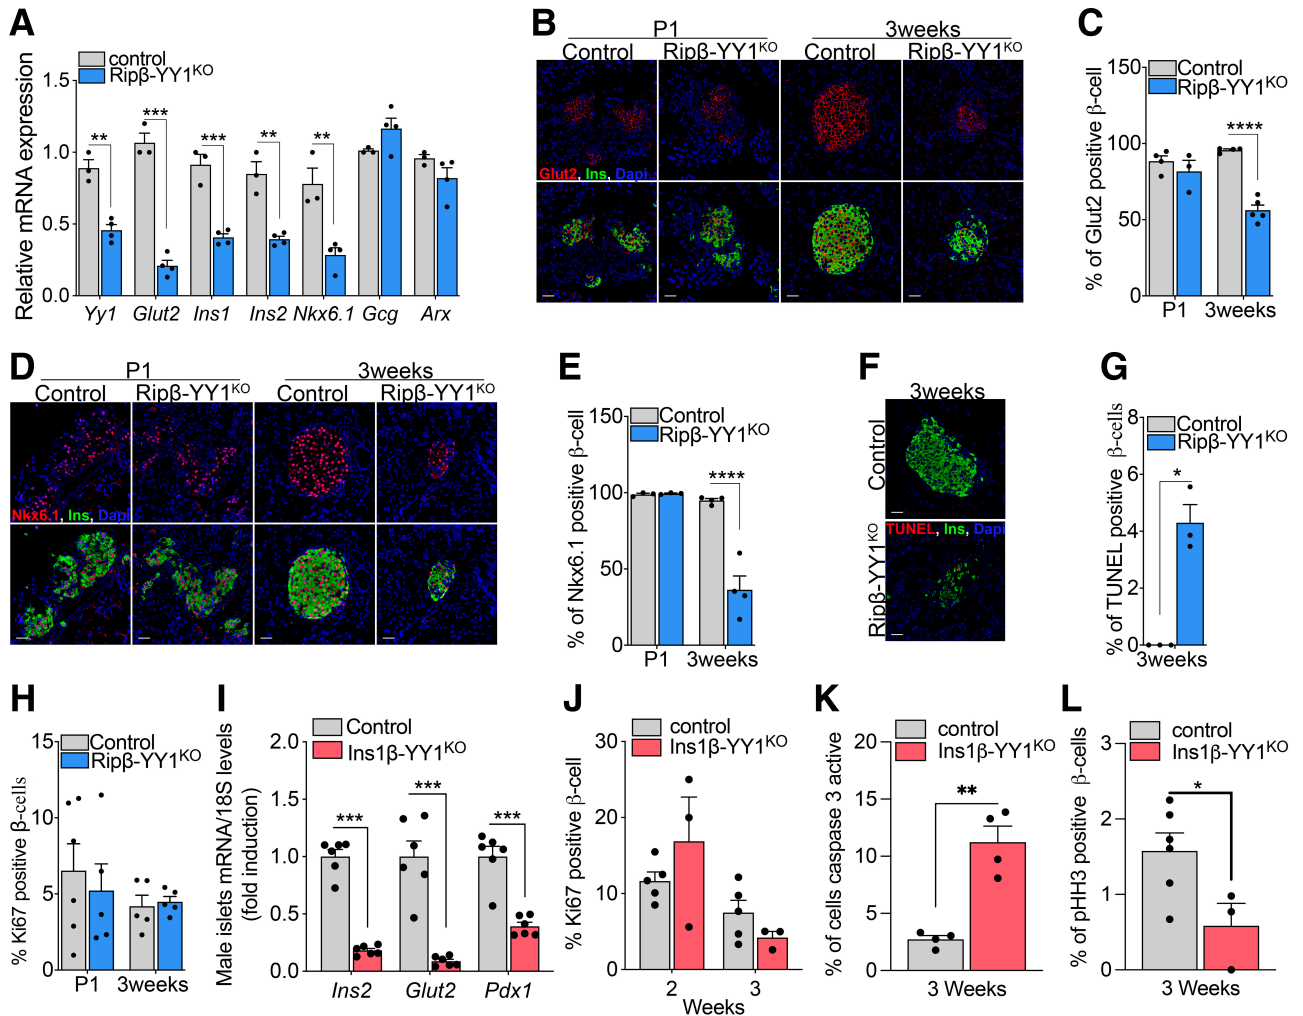 A
control
Ripβ-YY1KO
Relative mRNA expression
1.5
1.0
0.5
0.0
**
***
***
**
**
Yy1 Glut2 Ins1 Ins2 Nkx6.1 Gcg Arx
B
P1 3weeks
Control Ripβ-YY1KO Control Ripβ-YY1KO
Glut2, Ins, Dapi
C
Control
Ripβ-YY1KO
% of Glut2 positive β-cell
150
100
50
0
****
P1 3weeks
D
P1 3weeks
Control Ripβ-YY1KO Control Ripβ-YY1KO
Nkx6.1, Ins, Dapi
E
Control
Ripβ-YY1KO
% of Nkx6.1 positive β-cell
150
100
50
0
****
P1 3weeks
F
3weeks
Control
Ripβ-YY1KO
TUNEL, Ins, Dapi
G
Control
Ripβ-YY1KO
% of TUNEL positive β-cells
8
6
4
2
0
*
3weeks
H
Control
Ripβ-YY1KO
% Ki67 positive β-cells
15
10
5
0
P1 3weeks
I
Control
Ins1β-YY1KO
Male islets mRNA/18S levels
(fold induction)
2.0
1.5
1.0
0.5
0.0
***
***
***
Ins2 Glut2 Pdx1
J
control
Ins1β-YY1KO
% Ki67 positive β-cell
30
20
10
0
2 3
Weeks
K
control
Ins1β-YY1KO
% of cells caspase 3 active
20
15
10
5
0
**
3 Weeks
L
control
Ins1β-YY1KO
% of pHH3 positive β-cells
3
2
1
0
*
3 Weeks